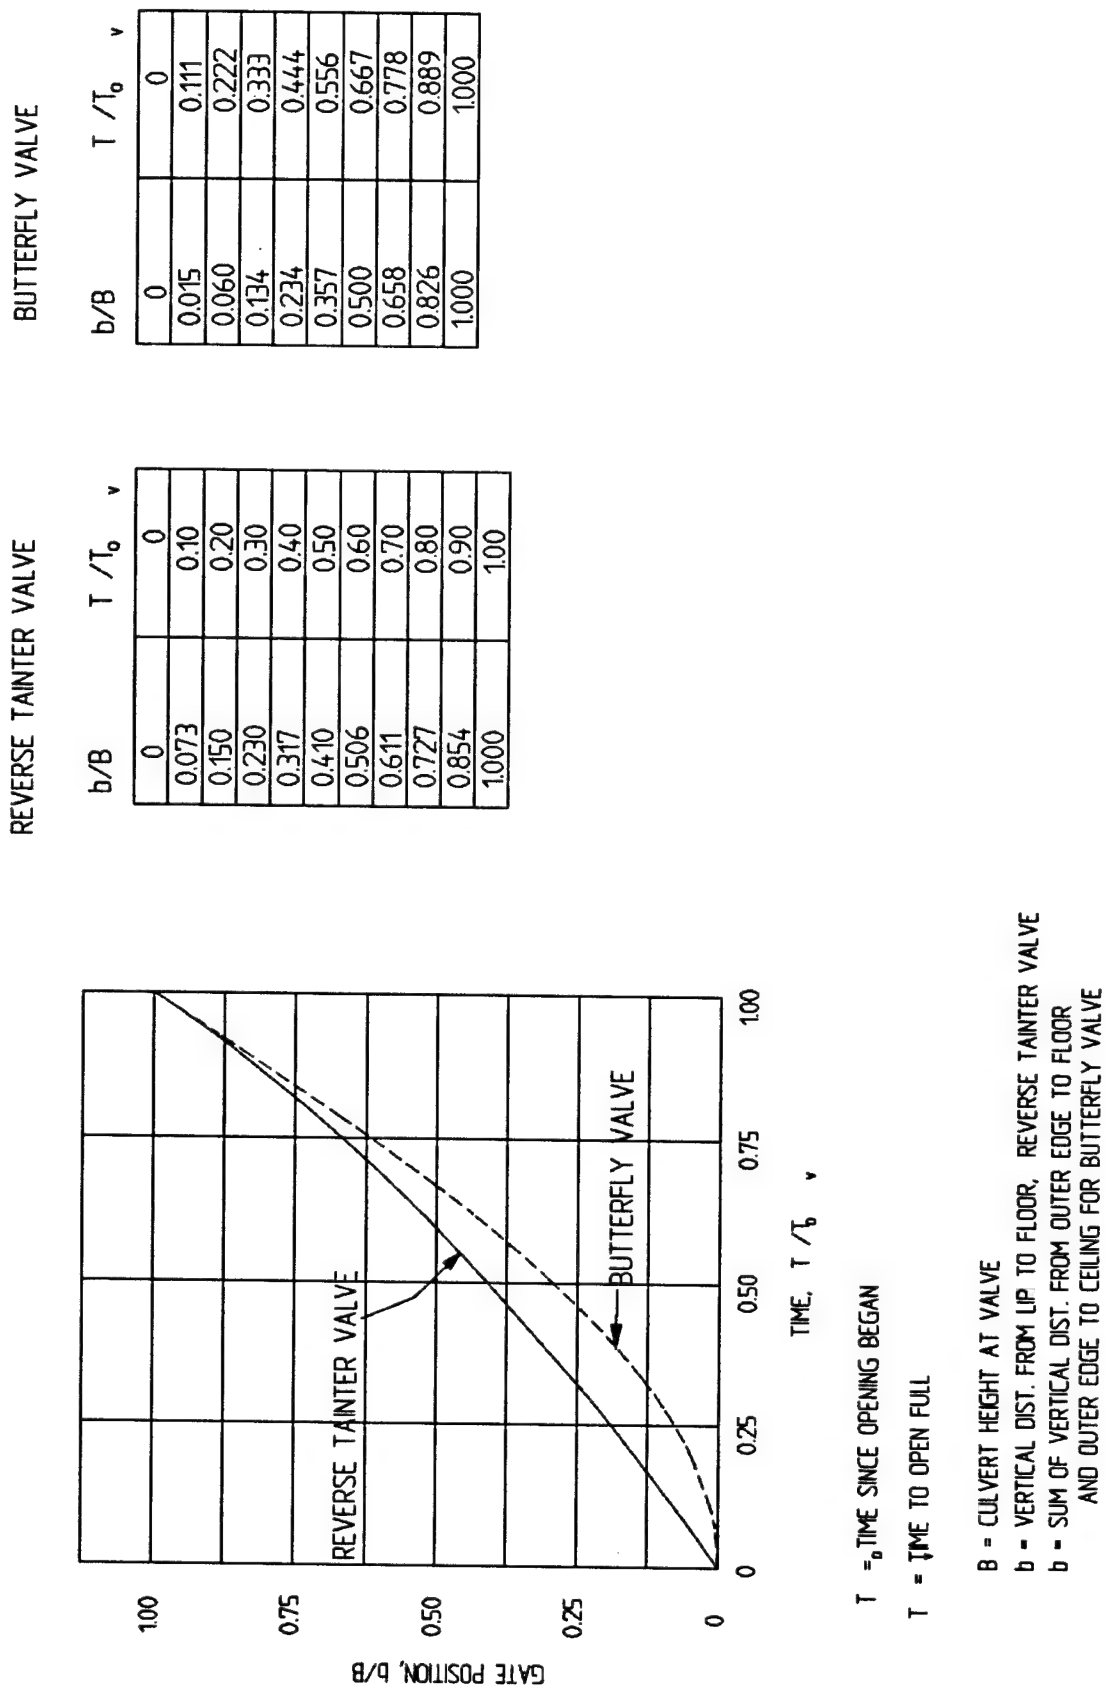 GATE POSITION, b/B
1.00
0.75
0.50
0.25
0
REVERSE TAINTER VALVE
BUTTERFLY VALVE
0
0.25
0.50
0.75
1.00
TIME, T /Tₒ v
T =ₒ TIME SINCE OPENING BEGAN
T = TIME TO OPEN FULL
B = CULVERT HEIGHT AT VALVE
b = VERTICAL DIST. FROM LIP TO FLOOR, REVERSE TAINTER VALVE
b = SUM OF VERTICAL DIST. FROM OUTER EDGE TO FLOOR
AND OUTER EDGE TO CEILING FOR BUTTERFLY VALVE
REVERSE TAINTER VALVE
b/B T /Tₒ v
0 0
0.073 0.10
0.150 0.20
0.230 0.30
0.317 0.40
0.410 0.50
0.506 0.60
0.611 0.70
0.727 0.80
0.854 0.90
1.000 1.00
BUTTERFLY VALVE
b/B T /Tₒ v
0 0
0.015 0.111
0.060 0.222
0.134 0.333
0.234 0.444
0.357 0.556
0.500 0.667
0.658 0.778
0.826 0.889
1.000 1.000